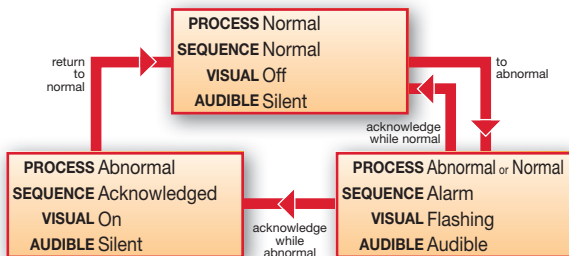 PROCESS Normal
SEQUENCE Normal
VISUAL Off
AUDIBLE Silent
return
to
normal
to
abnormal
acknowledge
while normal
PROCESS Abnormal
SEQUENCE Acknowledged
VISUAL On
AUDIBLE Silent
acknowledge
while
abnormal
PROCESS Abnormal or Normal
SEQUENCE Alarm
VISUAL Flashing
AUDIBLE Audible